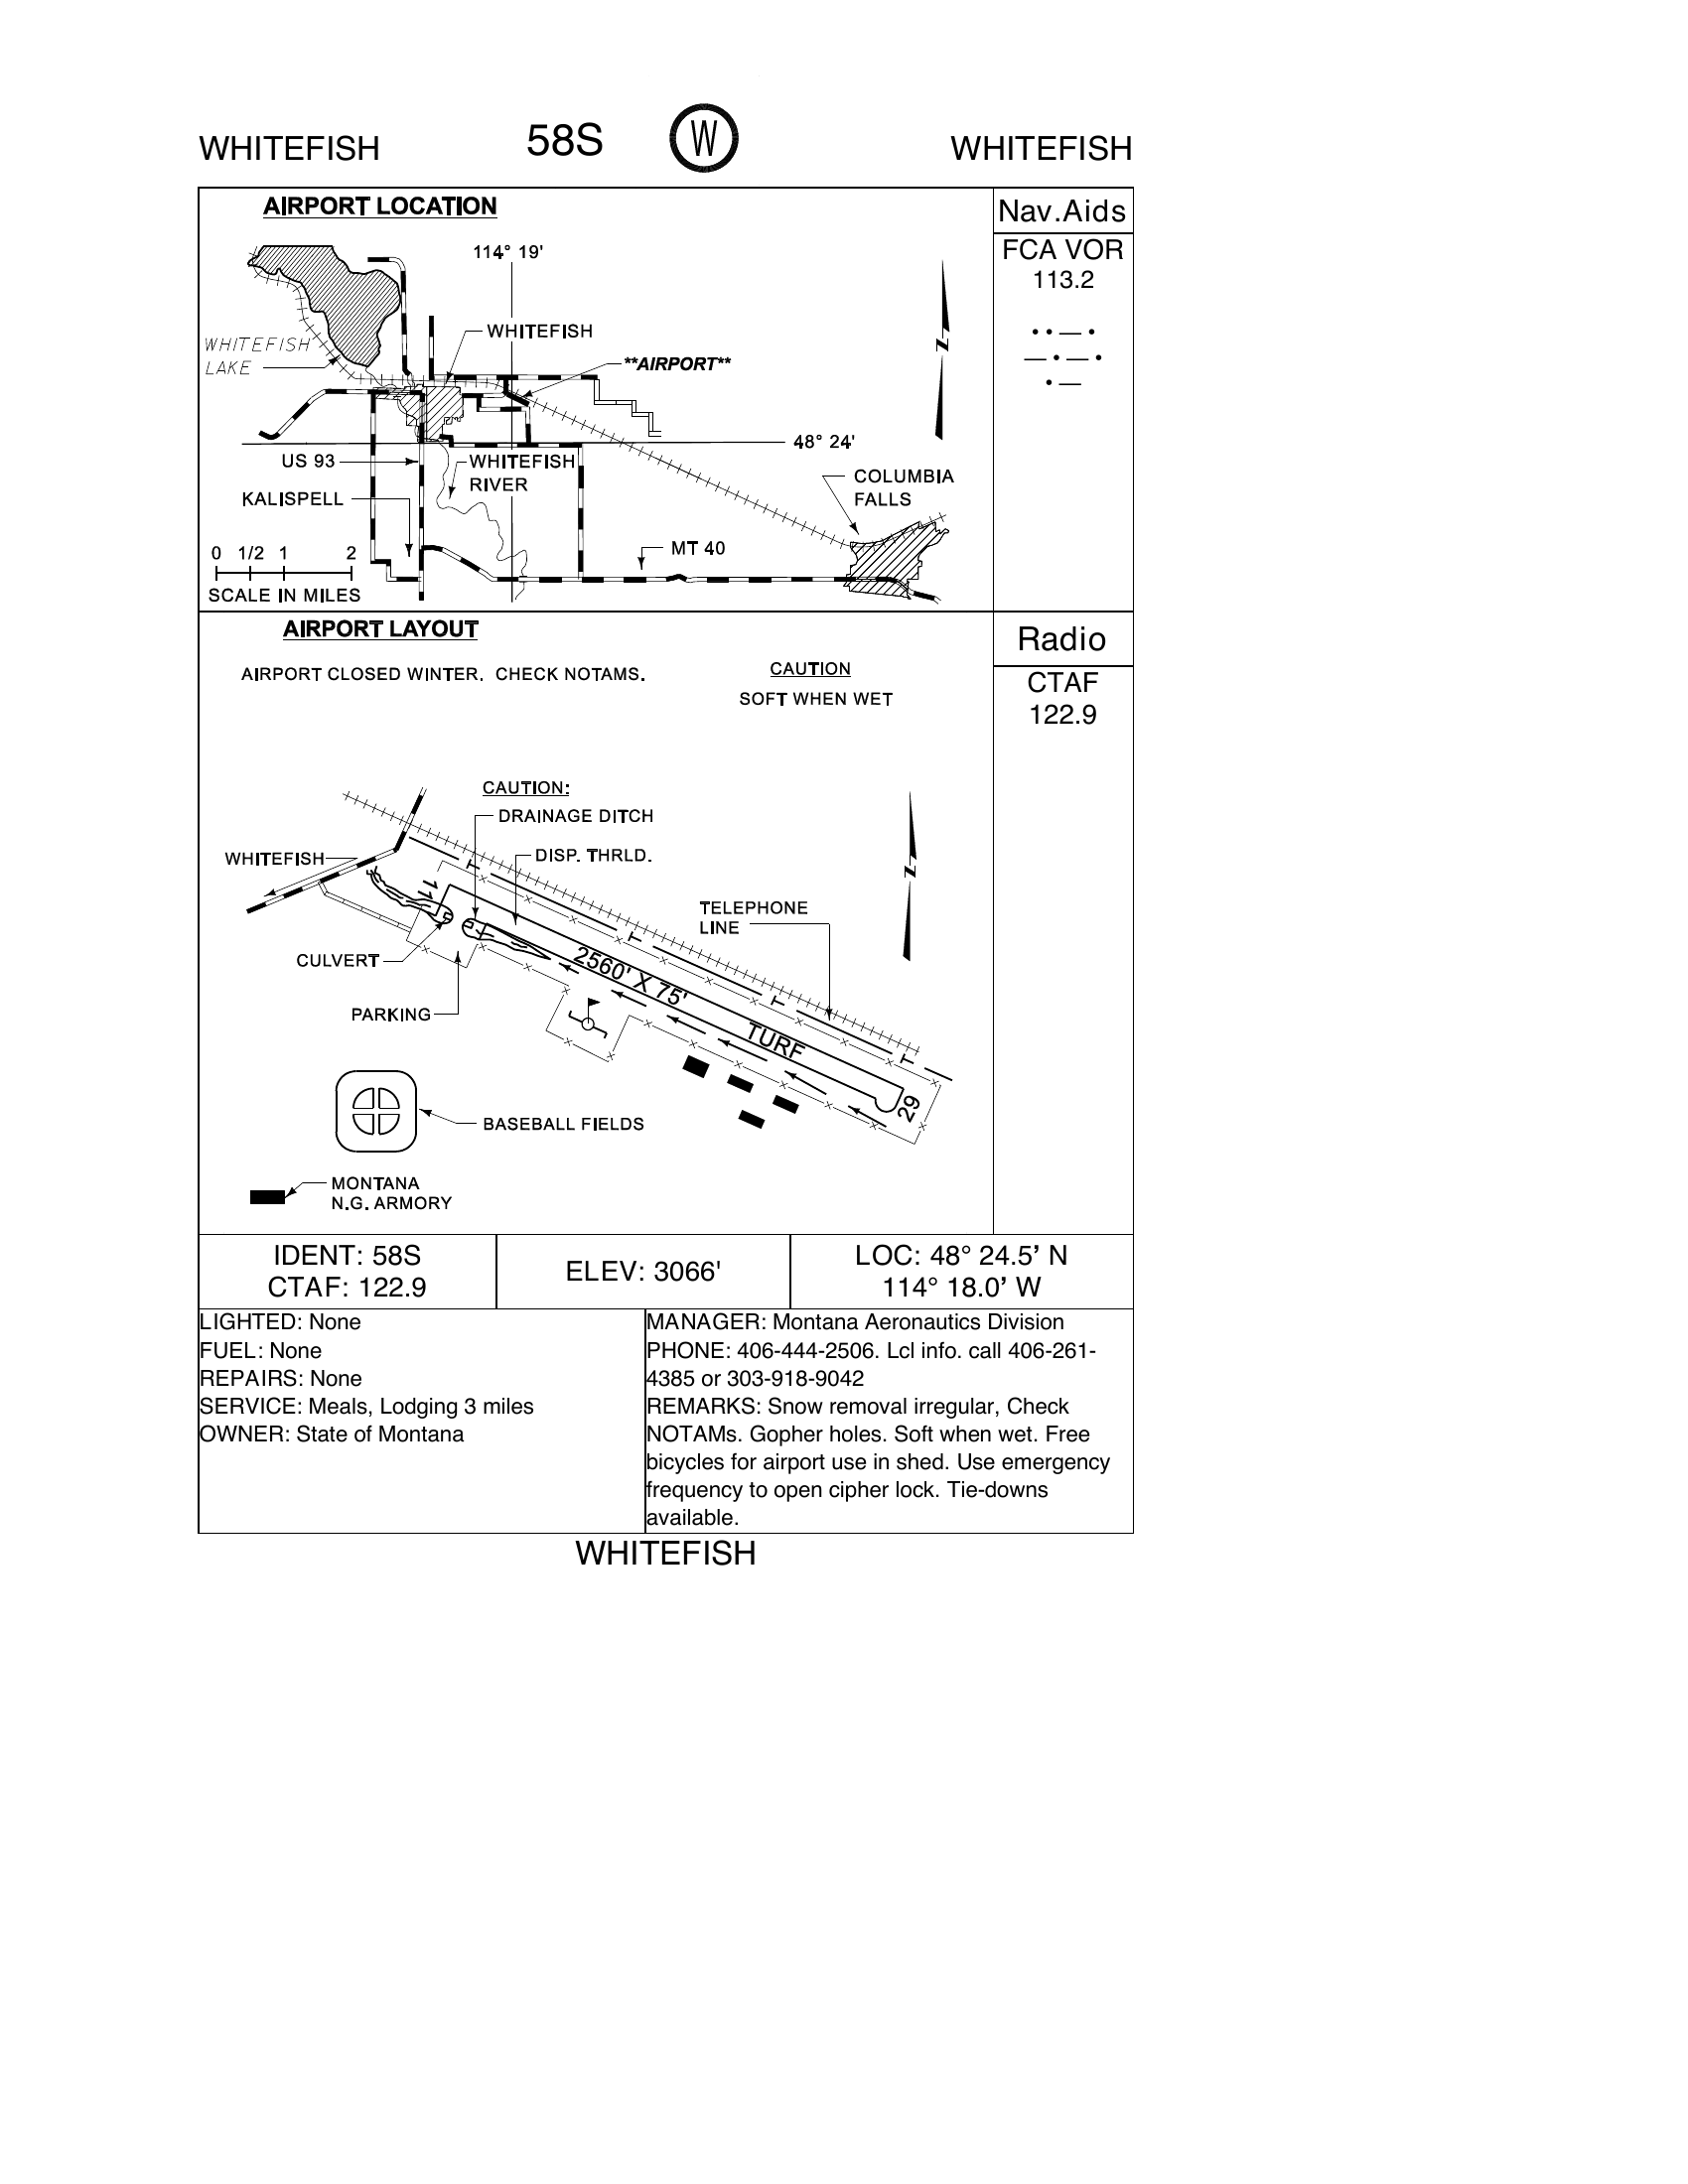 WHITEFISH 58S W WHITEFISH
AIRPORT LOCATION
114° 19'
WHITEFISH
WHITEFISH
LAKE
**AIRPORT**
N
48° 24'
US 93
WHITEFISH
RIVER
KALISPELL
COLUMBIA
FALLS
0 1/2 1 2
SCALE IN MILES
MT 40
Nav.Aids
FCA VOR
113.2
••—•
—•—•
•—
AIRPORT LAYOUT
AIRPORT CLOSED WINTER. CHECK NOTAMS.
CAUTION
SOFT WHEN WET
CAUTION:
DRAINAGE DITCH
DISP. THRLD.
WHITEFISH
11
T
T
T
T
TELEPHONE
LINE
N
CULVERT
PARKING
2560' X 75'
TURF
29
BASEBALL FIELDS
MONTANA
N.G. ARMORY
Radio
CTAF
122.9
IDENT: 58S
CTAF: 122.9
ELEV: 3066'
LOC: 48° 24.5’ N
114° 18.0’ W
LIGHTED: None
FUEL: None
REPAIRS: None
SERVICE: Meals, Lodging 3 miles
OWNER: State of Montana
MANAGER: Montana Aeronautics Division
PHONE: 406-444-2506. Lcl info. call 406-261-
4385 or 303-918-9042
REMARKS: Snow removal irregular, Check
NOTAMs. Gopher holes. Soft when wet. Free
bicycles for airport use in shed. Use emergency
frequency to open cipher lock. Tie-downs
available.
WHITEFISH